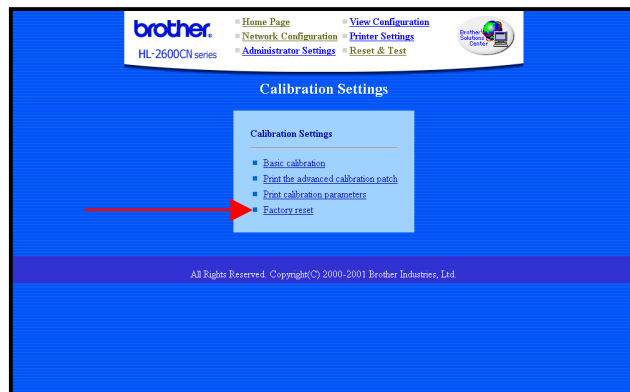 brother.
HL-2600CN series
Home Page
View Configuration
Network Configuration
Printer Settings
Administrator Settings
Reset & Test
Brother
Solutions
Center
Calibration Settings
Calibration Settings
Basic calibration
Print the advanced calibration patch
Print calibration parameters
Factory reset
All Rights Reserved. Copyright(C) 2000-2001 Brother Industries, Ltd.